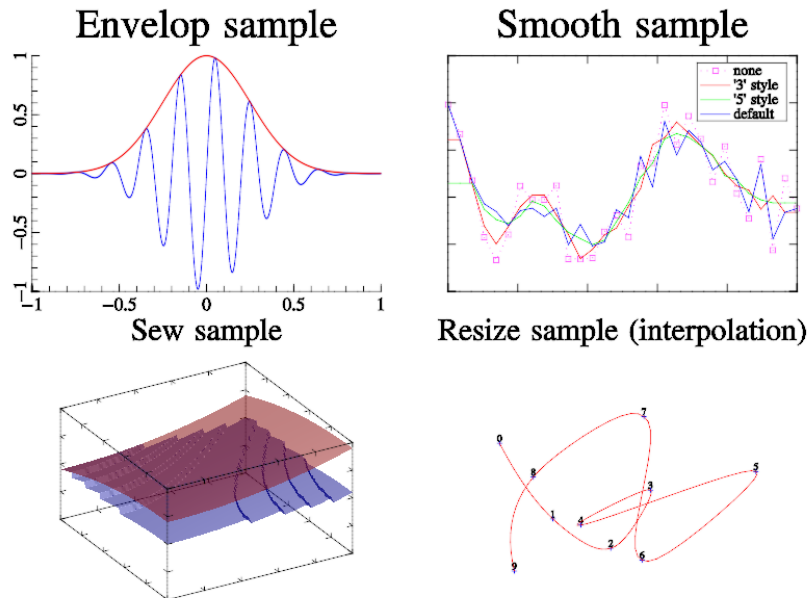 Envelop sample
Smooth sample
1
0.5
0
−0.5
−1
−1
−0.5
0
0.5
1
none
'3' style
'5' style
default
Sew sample
Resize sample (interpolation)
0
1
2
3
4
5
6
7
8
9